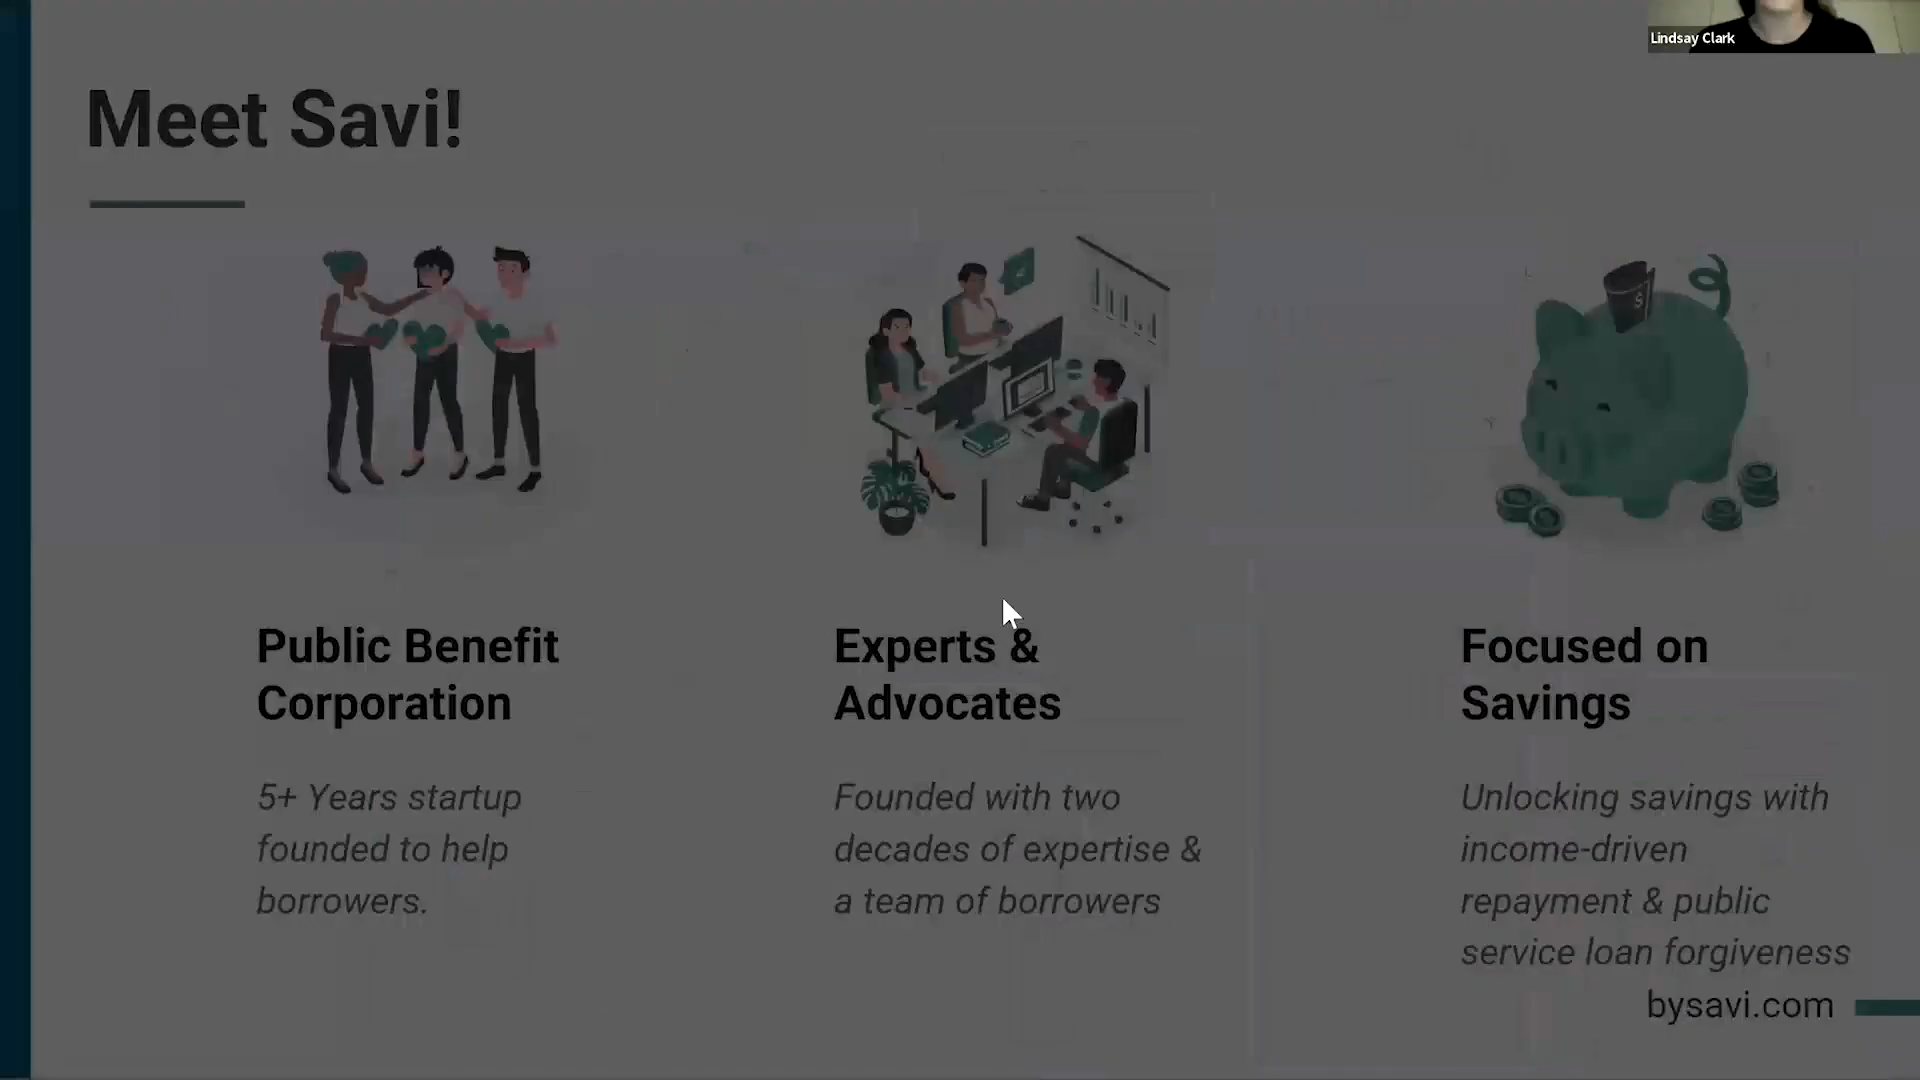 Lindsay Clark
Meet Savi!
Public Benefit
Corporation
5+ Years startup
founded to help
borrowers.
Experts &
Advocates
Founded with two
decades of expertise &
a team of borrowers
$
Focused on
Savings
Unlocking savings with
income-driven
repayment & public
service loan forgiveness
bysavi.com